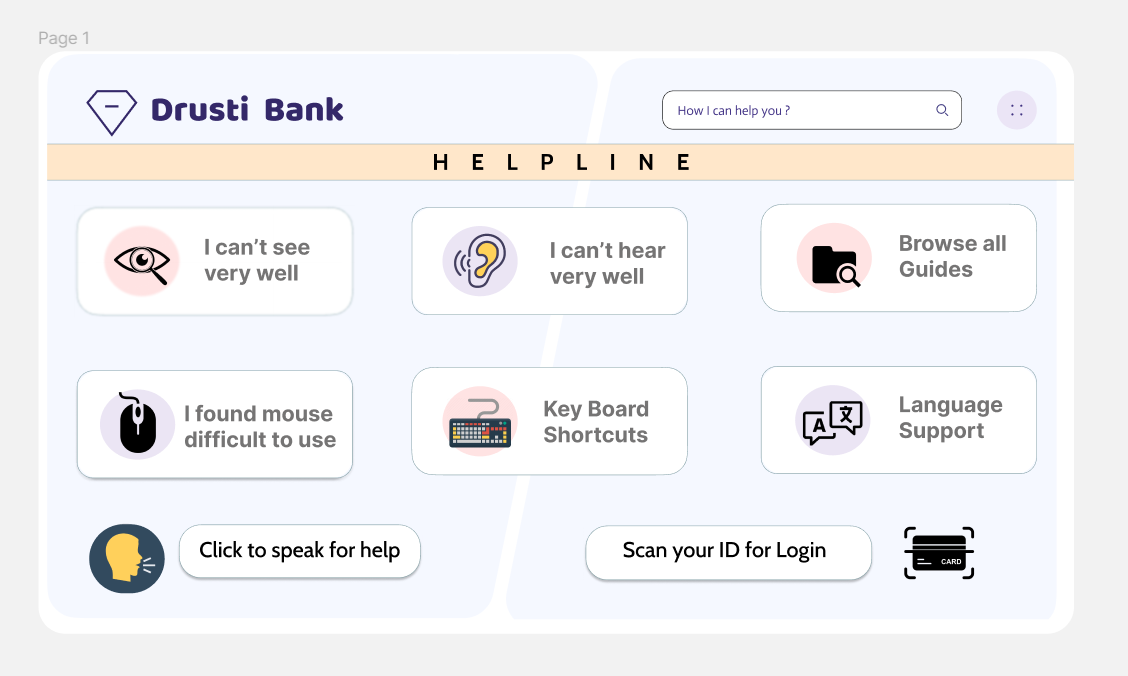 Page 1
Drusti Bank
How I can help you ?
H E L P L I N E
I can't see
very well
I can't hear
very well
Browse all
Guides
I found mouse
difficult to use
Key Board
Shortcuts
A 文
Language
Support
Click to speak for help
Scan your ID for Login
CARD